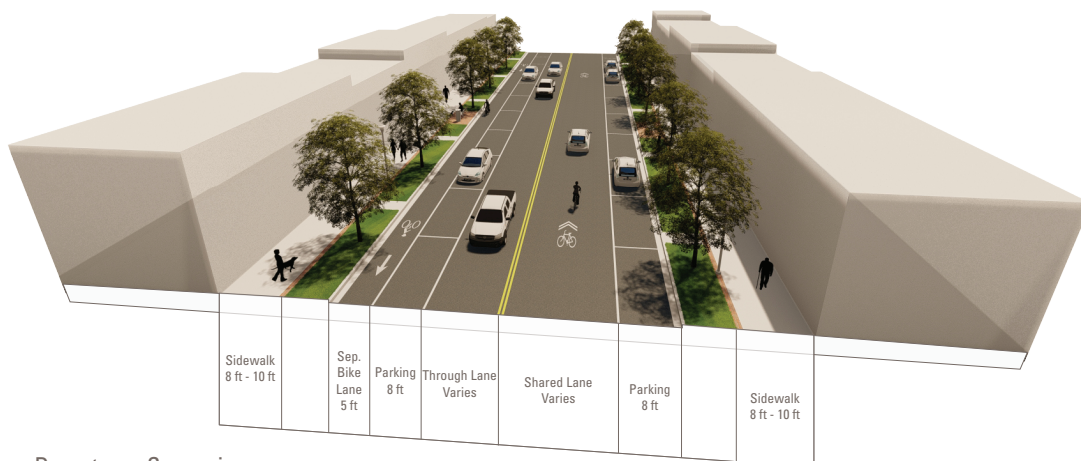 Sidewalk
8 ft - 10 ft
Sep.
Bike
Lane
5 ft
Parking
8 ft
Through Lane
Varies
Shared Lane
Varies
Parking
8 ft
Sidewalk
8 ft - 10 ft